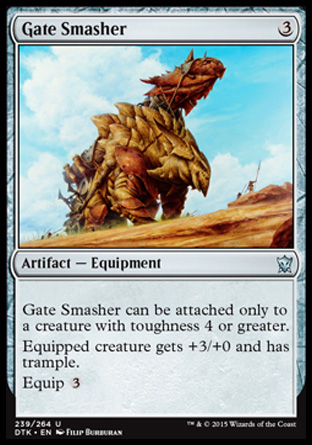 Gate Smasher 3
Artifact — Equipment
Gate Smasher can be attached only to
a creature with toughness 4 or greater.
Equipped creature gets +3/+0 and has
trample.
Equip 3
239/264 U
DTK • EN Filip Burburan
™ & © 2015 Wizards of the Coast